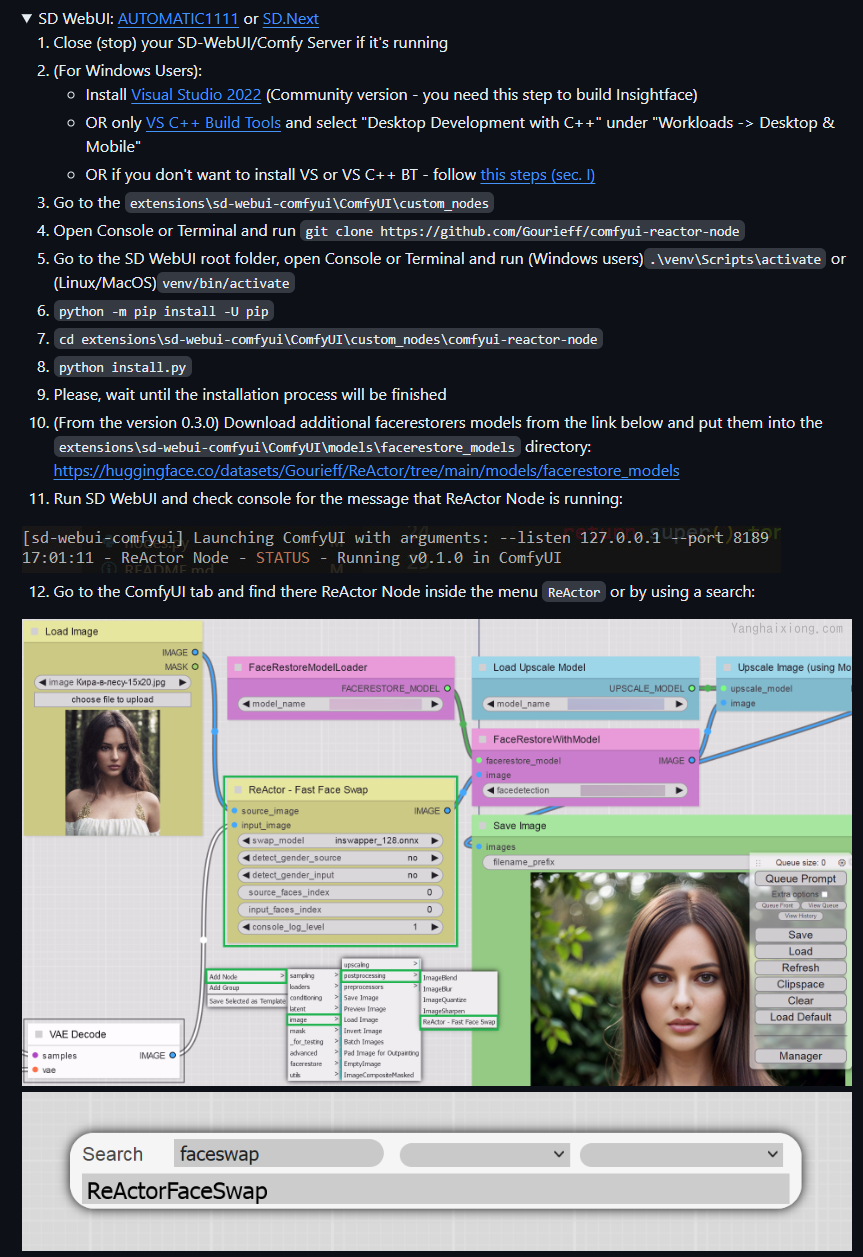 ▼ SD WebUI: AUTOMATIC1111 or SD.Next
1. Close (stop) your SD-WebUI/Comfy Server if it's running
2. (For Windows Users):
Install Visual Studio 2022 (Community version - you need this step to build Insightface)
OR only VS C++ Build Tools and select "Desktop Development with C++" under "Workloads -> Desktop &
Mobile"
OR if you don't want to install VS or VS C++ BT - follow this steps (sec. I)
3. Go to the extensions\sd-webui-comfyui\ComfyUI\custom_nodes
4. Open Console or Terminal and run git clone https://github.com/Gourieff/comfyui-reactor-node
5. Go to the SD WebUI root folder, open Console or Terminal and run (Windows users) .\venv\Scripts\activate or
(Linux/MacOS) venv/bin/activate
6. python -m pip install -U pip
7. cd extensions\sd-webui-comfyui\ComfyUI\custom_nodes\comfyui-reactor-node
8. python install.py
9. Please, wait until the installation process will be finished
10. (From the version 0.3.0) Download additional facerestorers models from the link below and put them into the
extensions\sd-webui-comfyui\ComfyUI\models\facerestore_models directory:
https://huggingface.co/datasets/Gourieff/ReActor/tree/main/models/facerestore_models
11. Run SD WebUI and check console for the message that ReActor Node is running:
[sd-webui-comfyui] Launching ComfyUI with arguments: --listen 127.0.0.1 --port 8189
17:01:11 - ReActor Node - STATUS - Running v0.1.0 in ComfyUI
README.md
12. Go to the ComfyUI tab and find there ReActor Node inside the menu ReActor or by using a search:
Yanghaixiong.com
Load Image
IMAGE
MASK
image Кира-в-лесу-15x20.jpg
choose file to upload
FaceRestoreModelLoader
FACERESTORE_MODEL
model_name
Load Upscale Model
UPSCALE_MODEL
model_name
Upscale Image (using Mo
upscale_model
image
FaceRestoreWithModel
facerestore_model IMAGE
image
facedetection
ReActor - Fast Face Swap
source_image IMAGE
input_image
swap_model inswapper_128.onnx
detect_gender_source no
detect_gender_input no
source_faces_index 0
input_faces_index 0
console_log_level 1
Save Image
images
filename_prefix
Queue size: 0
Queue Prompt
Extra options
Queue Front View Queue
View History
Save
Load
Refresh
Clipspace
Clear
Load Default
Manager
Add Node >
Add Group
Save Selected as Template
sampling >
loaders >
conditioning >
latent >
image >
mask >
_for_testing >
advanced >
facerestore >
utils >
upscaling >
postprocessing >
preprocessors >
Save Image
Preview Image
Load Image
Invert Image
Batch Images
Pad Image for Outpainting
EmptyImage
ImageCompositeMasked
ImageBlend
ImageBlur
ImageQuantize
ImageSharpen
ReActor - Fast Face Swap
VAE Decode
samples IMAGE
vae
Search faceswap
ReActorFaceSwap